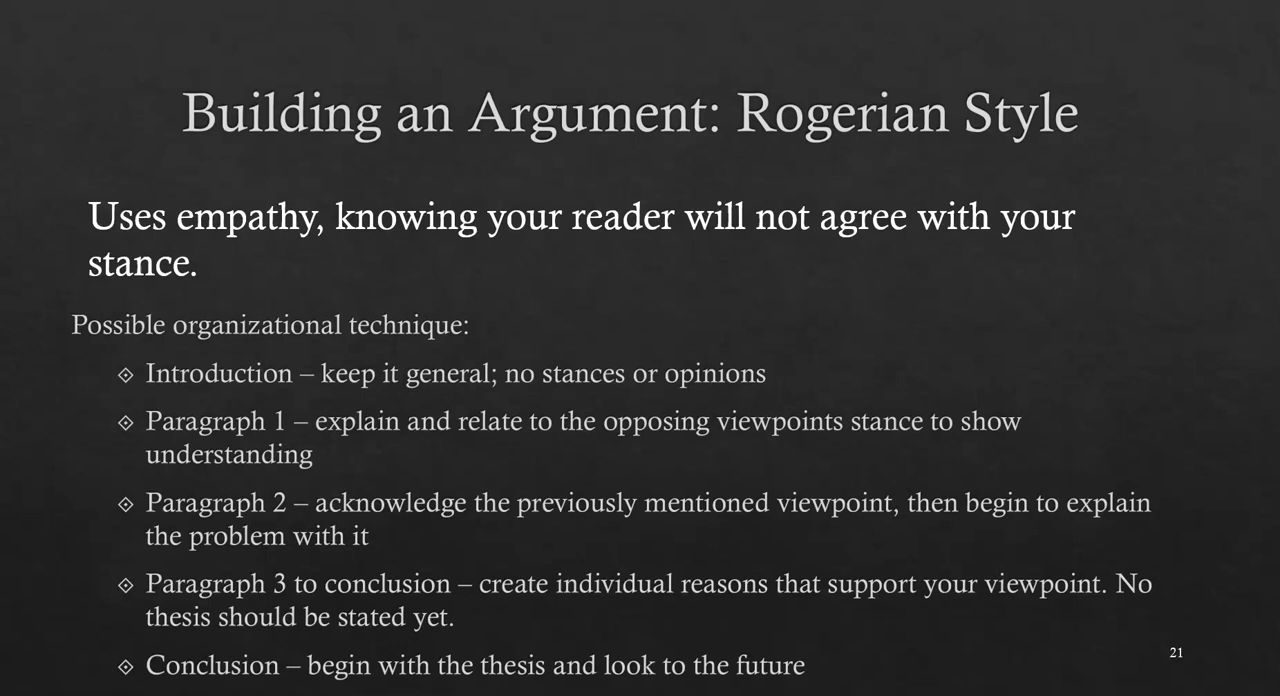 Building an Argument: Rogerian Style
Uses empathy, knowing your reader will not agree with your
stance.
Possible organizational technique:
Introduction – keep it general; no stances or opinions
Paragraph 1 – explain and relate to the opposing viewpoints stance to show
understanding
Paragraph 2 – acknowledge the previously mentioned viewpoint, then begin to explain
the problem with it
Paragraph 3 to conclusion – create individual reasons that support your viewpoint. No
thesis should be stated yet.
Conclusion – begin with the thesis and look to the future
21